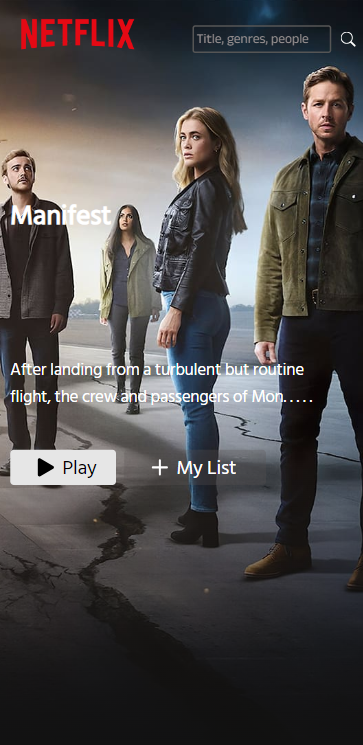 NETFLIX
Title, genres, people
Manifest
After landing from a turbulent but routine
flight, the crew and passengers of Mon.....
Play
My List